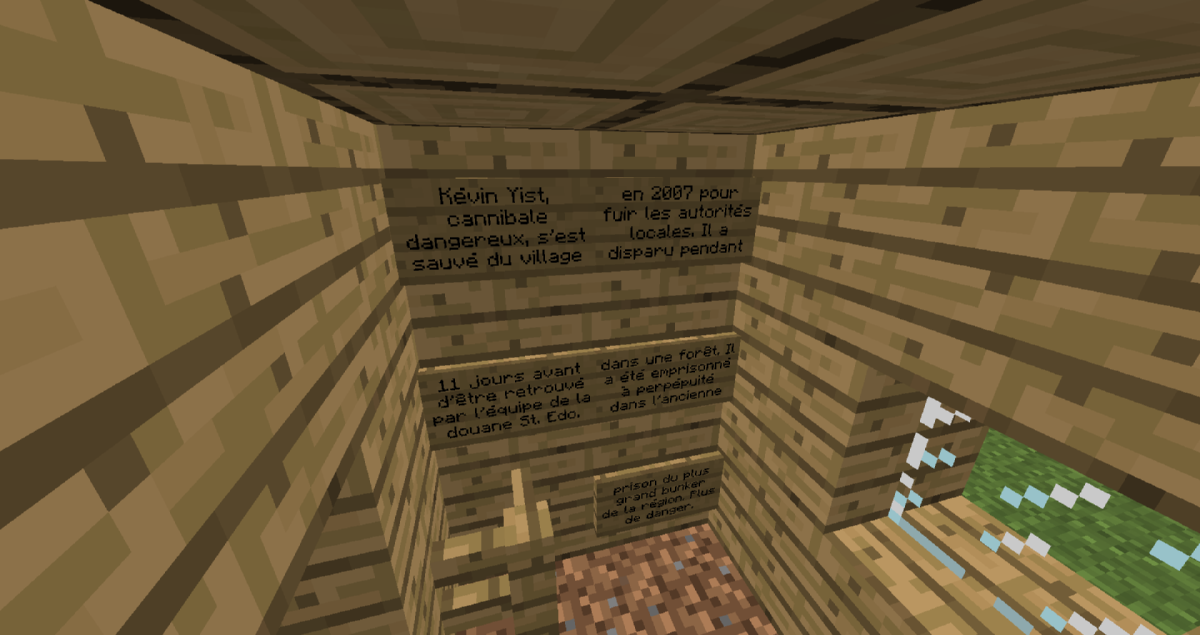 Kévin Yist,
cannibale
dangereux, s'est
sauvé du village
en 2007 pour
fuir les autorités
locales. Il a
disparu pendant
11 jours avant
d'être retrouvé
par l'équipe de la
douane St. Edo.
dans une forêt. Il
a été emprisonné
à perpépuité
dans l'ancienne
prison du plus
grand bunker
de la région. Plus
de danger.